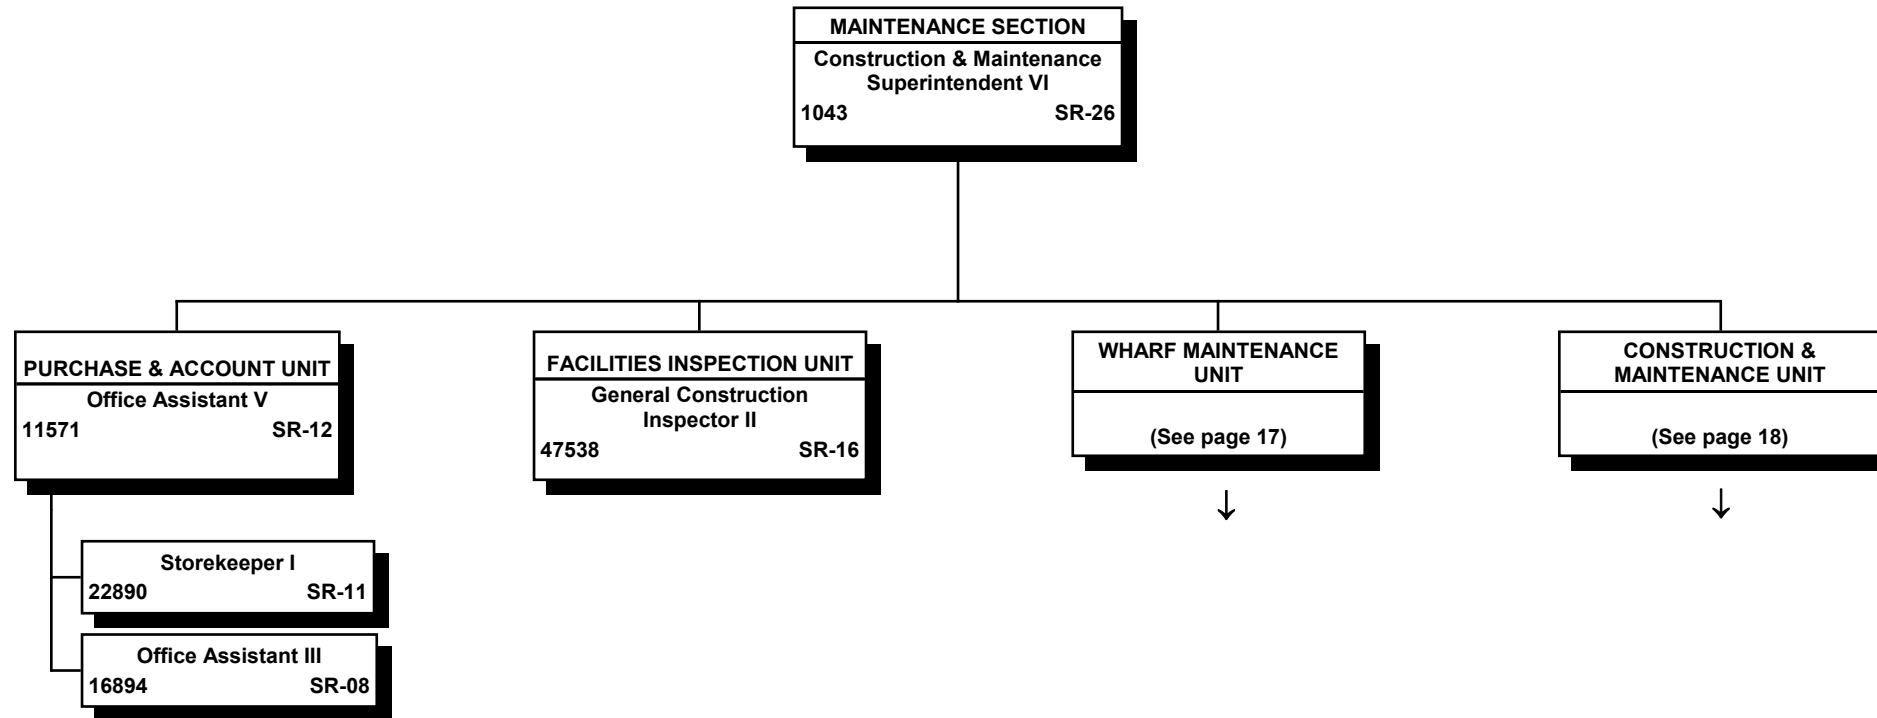 MAINTENANCE SECTION
Construction & Maintenance
Superintendent VI
1043 SR-26
PURCHASE & ACCOUNT UNIT
Office Assistant V
11571 SR-12
Storekeeper I
22890 SR-11
Office Assistant III
16894 SR-08
FACILITIES INSPECTION UNIT
General Construction
Inspector II
47538 SR-16
WHARF MAINTENANCE
UNIT
(See page 17)
CONSTRUCTION &
MAINTENANCE UNIT
(See page 18)